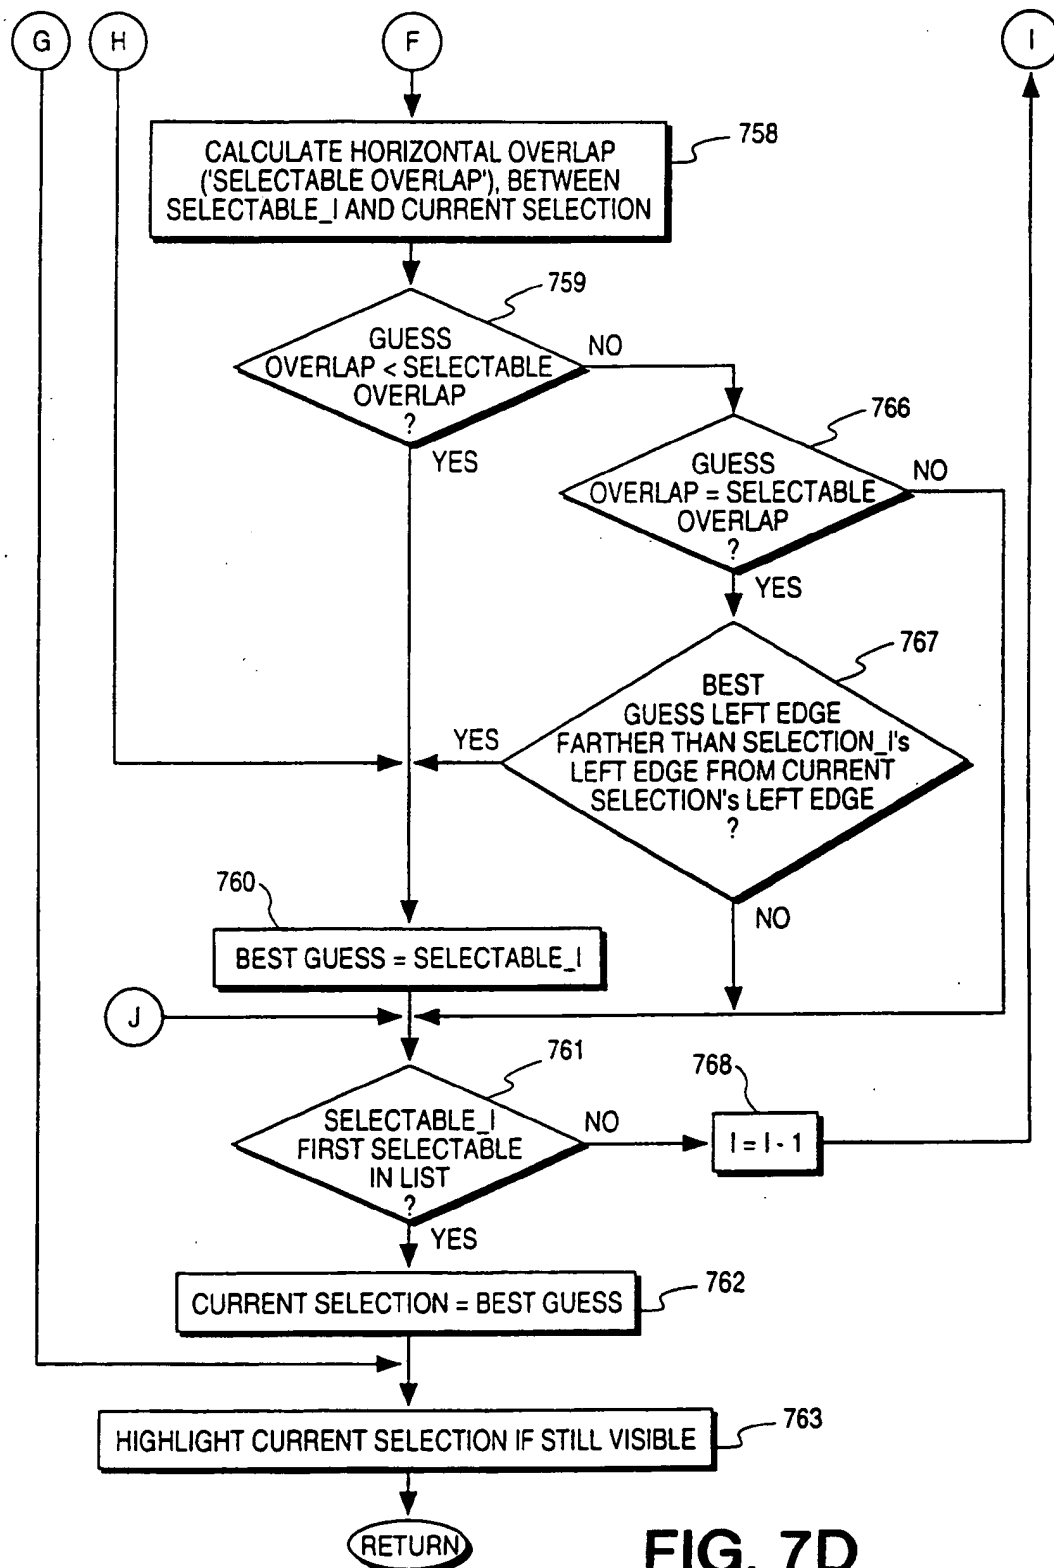 G
H
F
I
CALCULATE HORIZONTAL OVERLAP
('SELECTABLE OVERLAP'), BETWEEN
SELECTABLE_I AND CURRENT SELECTION
758
759
GUESS
OVERLAP < SELECTABLE
OVERLAP
?
NO
YES
766
GUESS
OVERLAP = SELECTABLE
OVERLAP
?
NO
YES
767
BEST
GUESS LEFT EDGE
FARTHER THAN SELECTION_I's
LEFT EDGE FROM CURRENT
SELECTION's LEFT EDGE
?
YES
NO
760
BEST GUESS = SELECTABLE_I
J
761
SELECTABLE_I
FIRST SELECTABLE
IN LIST
?
NO
YES
768
I = I - 1
CURRENT SELECTION = BEST GUESS
762
HIGHLIGHT CURRENT SELECTION IF STILL VISIBLE
763
RETURN
FIG. 7D